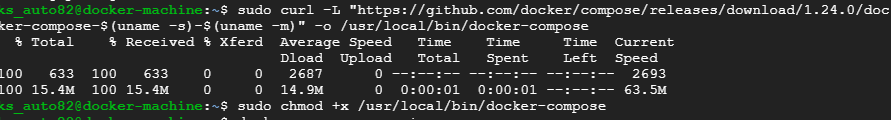 ks_auto82@docker-machine:~$ sudo curl -L "https://github.com/docker/compose/releases/download/1.24.0/doc
ker-compose-$(uname -s)-$(uname -m)" -o /usr/local/bin/docker-compose
% Total % Received % Xferd Average Speed Time Time Time Current
Dload Upload Total Spent Left Speed
100 633 100 633 0 0 2687 0 --:--:-- --:--:-- --:--:-- 2693
100 15.4M 100 15.4M 0 0 14.9M 0 0:00:01 0:00:01 --:--:-- 63.5M
ks_auto82@docker-machine:~$ sudo chmod +x /usr/local/bin/docker-compose